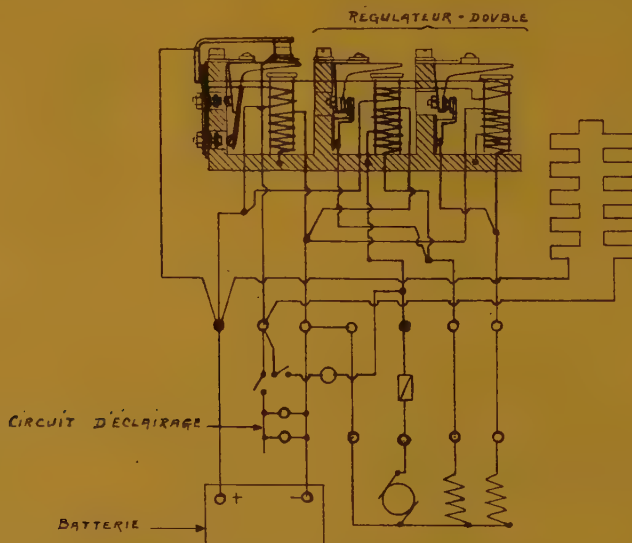 RÉGULATEUR - DOUBLE
CIRCUIT D'ÉCLAIRAGE
+
-
BATTERIE